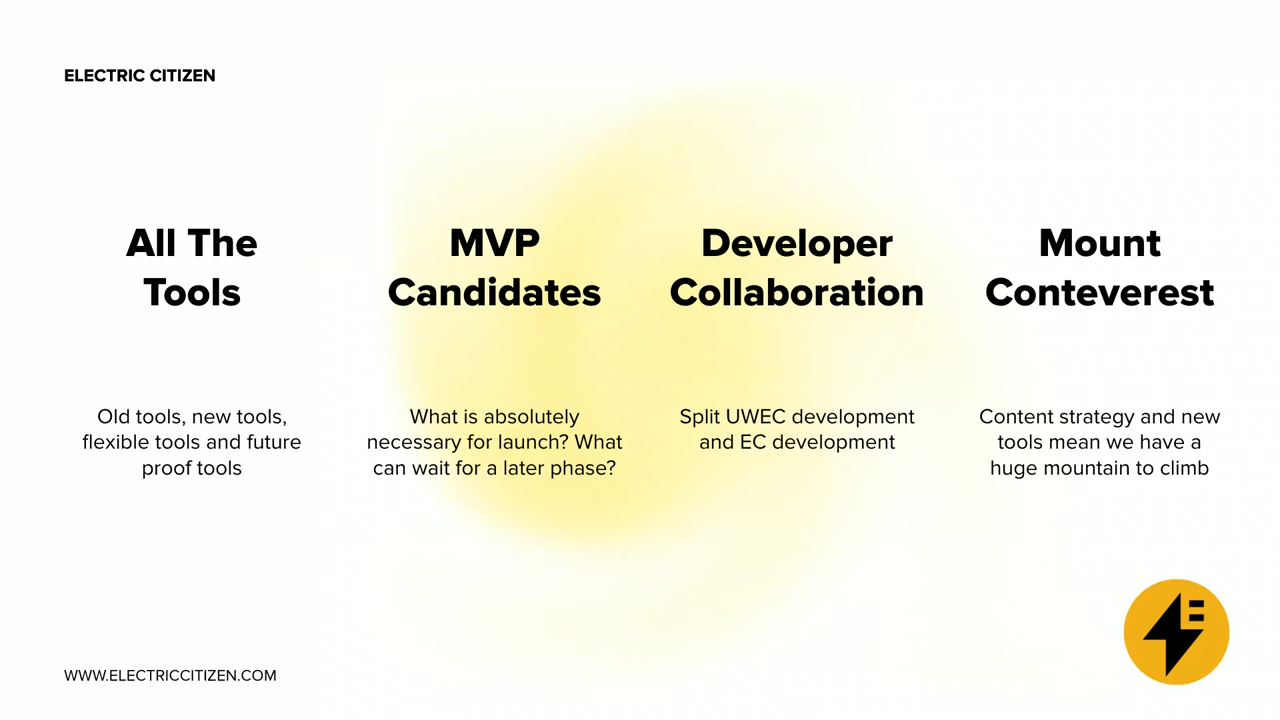 ELECTRIC CITIZEN
All The
Tools
Old tools, new tools,
flexible tools and future
proof tools
MVP
Candidates
What is absolutely
necessary for launch? What
can wait for a later phase?
Developer
Collaboration
Split UWEC development
and EC development
Mount
Conteverest
Content strategy and new
tools mean we have a
huge mountain to climb
WWW.ELECTRICCITIZEN.COM
E